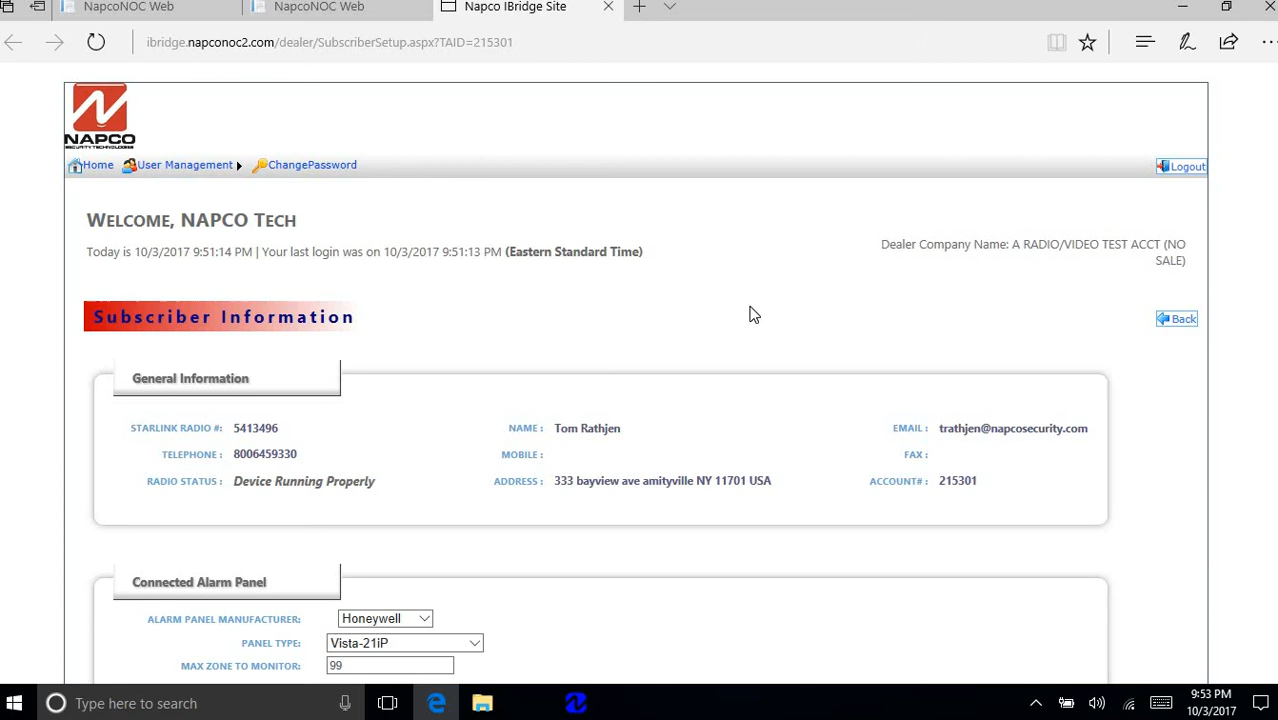 NapcoNOC Web
NapcoNOC Web
Napco IBridge Site
ibridge.napconoc2.com/dealer/SubscriberSetup.aspx?TAID=215301
NAPCO
SECURITY TECHNOLOGIES
Home
User Management
ChangePassword
Logout
WELCOME, NAPCO TECH
Today is 10/3/2017 9:51:14 PM | Your last login was on 10/3/2017 9:51:13 PM (Eastern Standard Time)
Dealer Company Name: A RADIO/VIDEO TEST ACCT (NO
SALE)
Subscriber Information
Back
General Information
STARLINK RADIO #: 5413496
NAME : Tom Rathjen
EMAIL : trathjen@napcosecurity.com
TELEPHONE : 8006459330
MOBILE :
FAX :
RADIO STATUS : Device Running Properly
ADDRESS : 333 bayview ave amityville NY 11701 USA
ACCOUNT# : 215301
Connected Alarm Panel
ALARM PANEL MANUFACTURER: Honeywell
PANEL TYPE: Vista-21iP
MAX ZONE TO MONITOR: 99
Type here to search
9:53 PM
10/3/2017